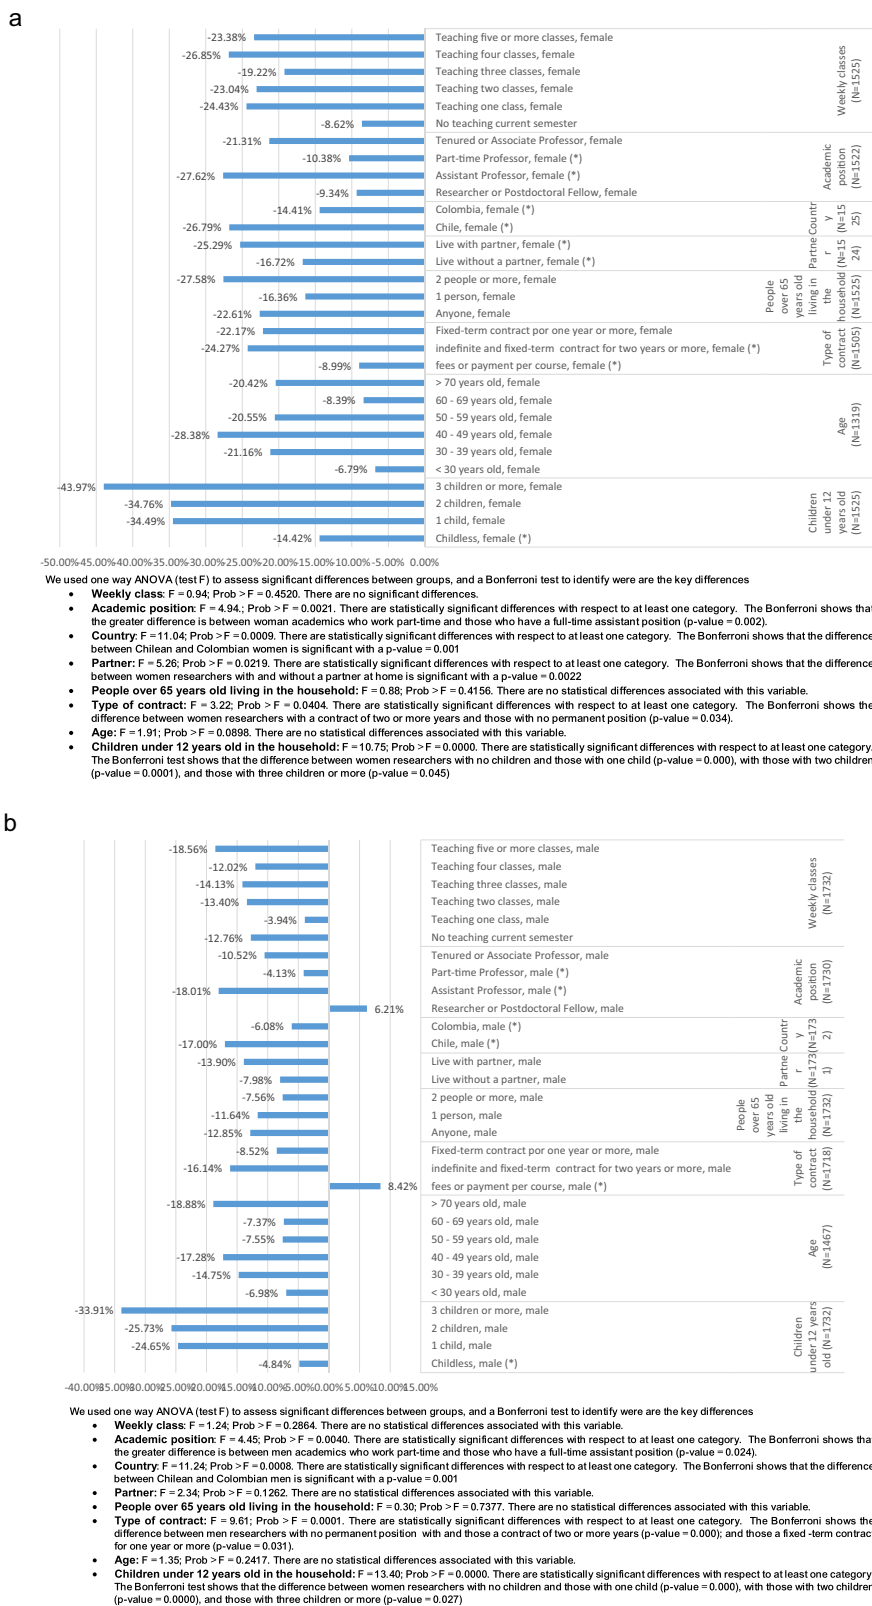 a
-23.38% Teaching five or more classes, female
-26.85% Teaching four classes, female
-19.22% Teaching three classes, female
-23.04% Teaching two classes, female
-24.43% Teaching one class, female
-8.62% No teaching current semester
Weekly classes
(N=1525)
-21.31% Tenured or Associate Professor, female
-10.38% Part-time Professor, female (*)
-27.62% Assistant Professor, female (*)
-9.34% Researcher or Postdoctoral Fellow, female
Academic
position
(N=1522)
-14.41% Colombia, female (*)
-26.79% Chile, female (*)
Countr
y
(N=15
25)
-25.29% Live with partner, female (*)
-16.72% Live without a partner, female (*)
Partne
r
(N=15
24)
-27.58% 2 people or more, female
-16.36% 1 person, female
-22.61% Anyone, female
People
over 65
years old
living in
the
household
(N=1525)
-22.17% Fixed-term contract por one year or more, female
-24.27% indefinite and fixed-term contract for two years or more, female (*)
-8.99% fees or payment per course, female (*)
Type of
contract
(N=1505)
-20.42% > 70 years old, female
-8.39% 60 - 69 years old, female
-20.55% 50 - 59 years old, female
-28.38% 40 - 49 years old, female
-21.16% 30 - 39 years old, female
-6.79% < 30 years old, female
Age
(N=1319)
-43.97% 3 children or more, female
-34.76% 2 children, female
-34.49% 1 child, female
-14.42% Childless, female (*)
Children
under 12
years old
(N=1525)
-50.00%-45.00%-40.00%-35.00%-30.00%-25.00%-20.00%-15.00%-10.00%-5.00% 0.00%
We used one way ANOVA (test F) to assess significant differences between groups, and a Bonferroni test to identify were are the key differences
• Weekly class: F = 0.94; Prob > F = 0.4520. There are no significant differences.
• Academic position: F = 4.94.; Prob > F = 0.0021. There are statistically significant differences with respect to at least one category. The Bonferroni shows that
the greater difference is between woman academics who work part-time and those who have a full-time assistant position (p-value = 0.002).
• Country: F = 11.04; Prob > F = 0.0009. There are statistically significant differences with respect to at least one category. The Bonferroni shows that the difference
between Chilean and Colombian women is significant with a p-value = 0.001
• Partner: F = 5.26; Prob > F = 0.0219. There are statistically significant differences with respect to at least one category. The Bonferroni shows that the difference
between women researchers with and without a partner at home is significant with a p-value = 0.0022
• People over 65 years old living in the household: F = 0.88; Prob > F = 0.4156. There are no statistical differences associated with this variable.
• Type of contract: F = 3.22; Prob > F = 0.0404. There are statistically significant differences with respect to at least one category. The Bonferroni shows the
difference between women researchers with a contract of two or more years and those with no permanent position (p-value = 0.034).
• Age: F = 1.91; Prob > F = 0.0898. There are no statistical differences associated with this variable.
• Children under 12 years old in the household: F = 10.75; Prob > F = 0.0000. There are statistically significant differences with respect to at least one category.
The Bonferroni test shows that the difference between women researchers with no children and those with one child (p-value = 0.000), with those with two children
(p-value = 0.0001), and those with three children or more (p-value = 0.045)
b
-18.56% Teaching five or more classes, male
-12.02% Teaching four classes, male
-14.13% Teaching three classes, male
-13.40% Teaching two classes, male
-3.94% Teaching one class, male
-12.76% No teaching current semester
Weekly classes
(N=1732)
-10.52% Tenured or Associate Professor, male
-4.13% Part-time Professor, male (*)
-18.01% Assistant Professor, male (*)
6.21% Researcher or Postdoctoral Fellow, male
Academic
position
(N=1730)
-6.08% Colombia, male (*)
-17.00% Chile, male (*)
Countr
y
(N=173
2)
-13.90% Live with partner, male
-7.98% Live without a partner, male
Partne
r
(N=173
1)
-7.56% 2 people or more, male
-11.64% 1 person, male
-12.85% Anyone, male
People
over 65
years old
living in
the
household
(N=1732)
-8.52% Fixed-term contract por one year or more, male
-16.14% indefinite and fixed-term contract for two years or more, male
8.42% fees or payment per course, male (*)
Type of
contract
(N=1718)
-18.88% > 70 years old, male
-7.37% 60 - 69 years old, male
-7.55% 50 - 59 years old, male
-17.28% 40 - 49 years old, male
-14.75% 30 - 39 years old, male
-6.98% < 30 years old, male
Age
(N=1467)
-33.91% 3 children or more, male
-25.73% 2 children, male
-24.65% 1 child, male
-4.84% Childless, male (*)
Children
under 12 years
old (N=1732)
-40.00%-35.00%-30.00%-25.00%-20.00%-15.00%-10.00%-5.00% 0.00% 5.00% 10.00%15.00%
We used one way ANOVA (test F) to assess significant differences between groups, and a Bonferroni test to identify were are the key differences
• Weekly class: F = 1.24; Prob > F = 0.2864. There are no statistical differences associated with this variable.
• Academic position: F = 4.45; Prob > F = 0.0040. There are statistically significant differences with respect to at least one category. The Bonferroni shows that
the greater difference is between men academics who work part-time and those who have a full-time assistant position (p-value = 0.024).
• Country: F = 11.24; Prob > F = 0.0008. There are statistically significant differences with respect to at least one category. The Bonferroni shows that the difference
between Chilean and Colombian men is significant with a p-value = 0.001
• Partner: F = 2.34; Prob > F = 0.1262. There are no statistical differences associated with this variable.
• People over 65 years old living in the household: F = 0.30; Prob > F = 0.7377. There are no statistical differences associated with this variable.
• Type of contract: F = 9.61; Prob > F = 0.0001. There are statistically significant differences with respect to at least one category. The Bonferroni shows the
difference between men researchers with no permanent position with and those a contract of two or more years (p-value = 0.000); and those a fixed -term contract
for one year or more (p-value = 0.031).
• Age: F = 1.35; Prob > F = 0.2417. There are no statistical differences associated with this variable.
• Children under 12 years old in the household: F = 13.40; Prob > F = 0.0000. There are statistically significant differences with respect to at least one category
The Bonferroni test shows that the difference between women researchers with no children and those with one child (p-value = 0.000), with those with two children
(p-value = 0.0000), and those with three children or more (p-value = 0.027)